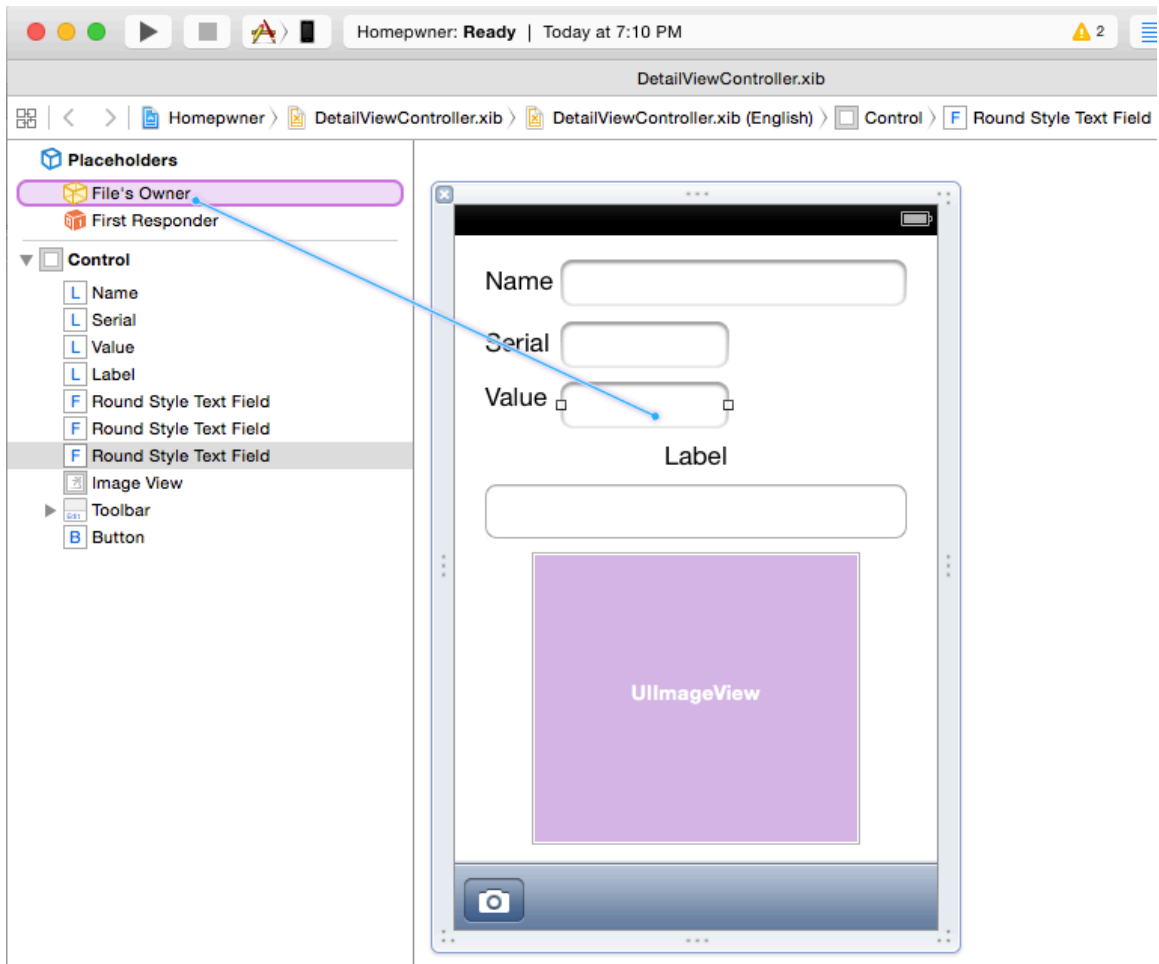 Homepwner: Ready | Today at 7:10 PM
2
DetailViewController.xib
Homepwner 〉 DetailViewController.xib 〉 DetailViewController.xib (English) 〉 Control 〉 F Round Style Text Field
Placeholders
File's Owner
First Responder
Control
L Name
L Serial
L Value
L Label
F Round Style Text Field
F Round Style Text Field
F Round Style Text Field
Image View
Toolbar
B Button
Name
Serial
Value
Label
UIImageView